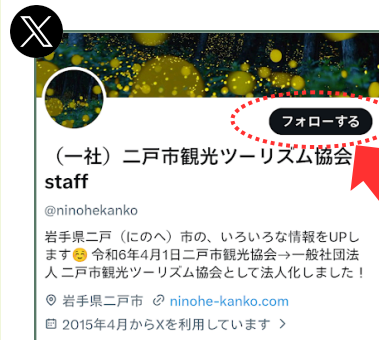 フォローする
（一社）二戸市観光ツーリズム協会
staff
@ninohekanko
岩手県二戸（にのへ）市の、いろいろな情報をUPし
ます☺️ 令和6年4月1日二戸市観光協会→一般社団法
人 二戸市観光ツーリズム協会として法人化しました！
岩手県二戸市 ninohe-kanko.com
2015年4月からXを利用しています